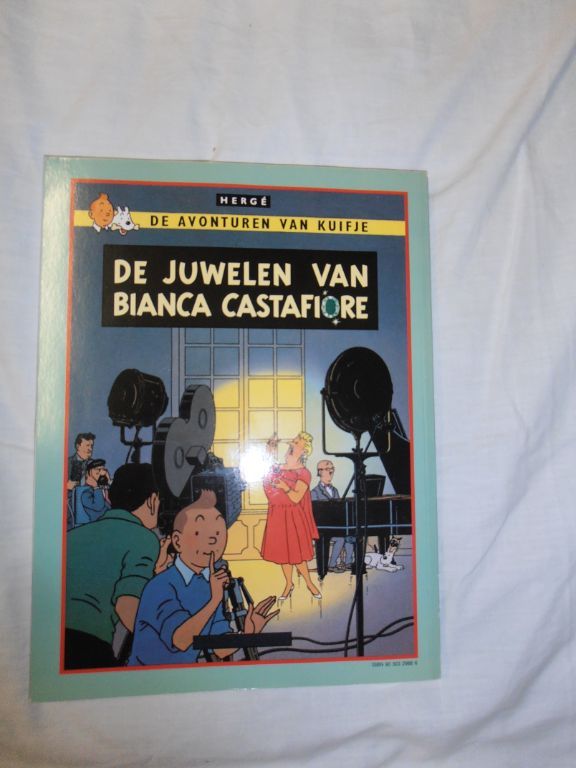 HERGÉ
DE AVONTUREN VAN KUIFJE
DE JUWELEN VAN
BIANCA CASTAFIORE